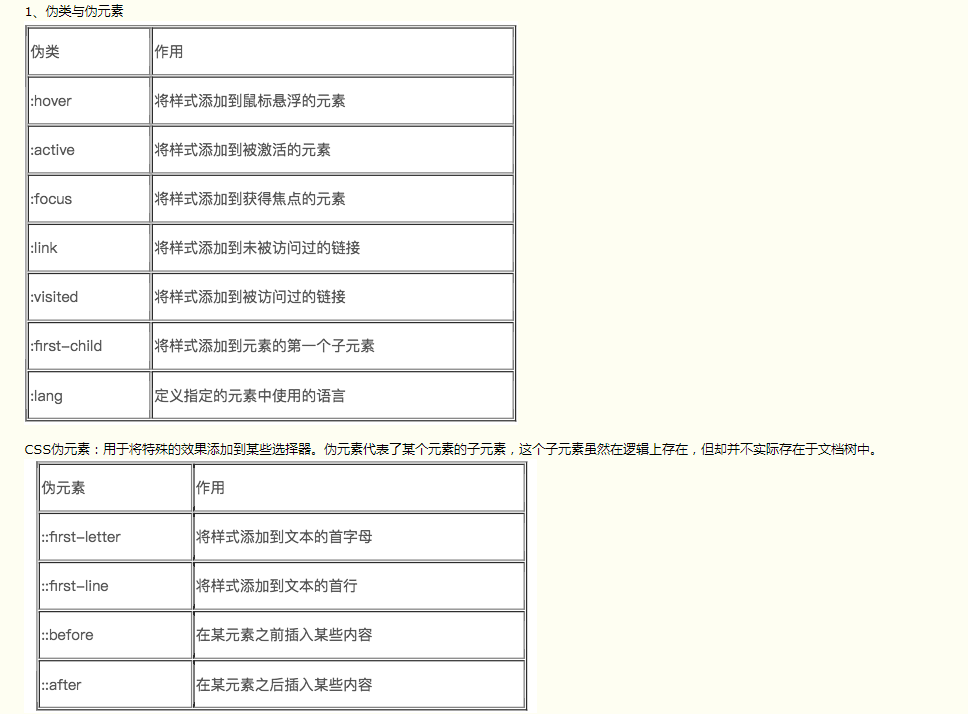 1、伪类与伪元素
伪类 作用
:hover 将样式添加到鼠标悬浮的元素
:active 将样式添加到被激活的元素
:focus 将样式添加到获得焦点的元素
:link 将样式添加到未被访问过的链接
:visited 将样式添加到被访问过的链接
:first-child 将样式添加到元素的第一个子元素
:lang 定义指定的元素中使用的语言
CSS伪元素：用于将特殊的效果添加到某些选择器。伪元素代表了某个元素的子元素，这个子元素虽然在逻辑上存在，但却并不实际存在于文档树中。
伪元素 作用
::first-letter 将样式添加到文本的首字母
::first-line 将样式添加到文本的首行
::before 在某元素之前插入某些内容
::after 在某元素之后插入某些内容